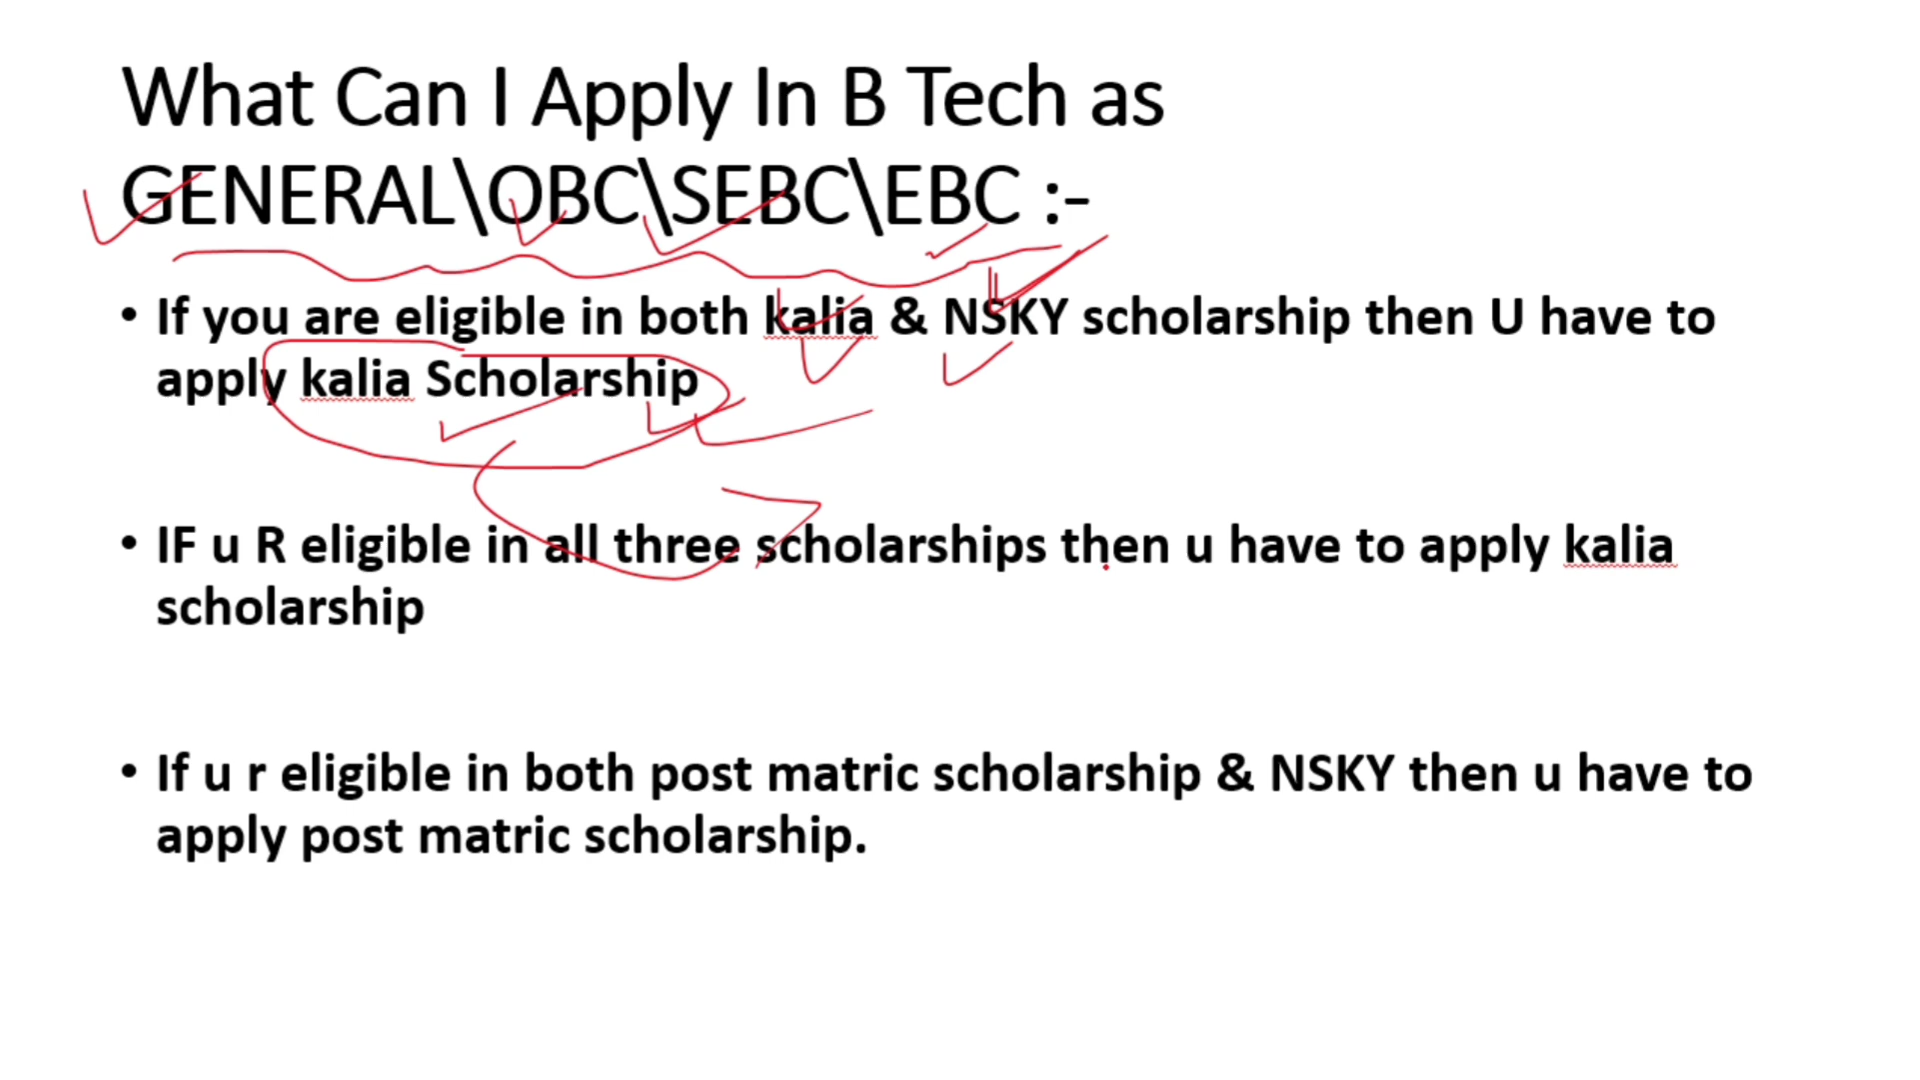 What Can I Apply In B Tech as
GENERAL\OBC\SEBC\EBC :-
• If you are eligible in both kalia & NSKY scholarship then U have to
apply kalia Scholarship
• IF u R eligible in all three scholarships then u have to apply kalia
scholarship
• If u r eligible in both post matric scholarship & NSKY then u have to
apply post matric scholarship.